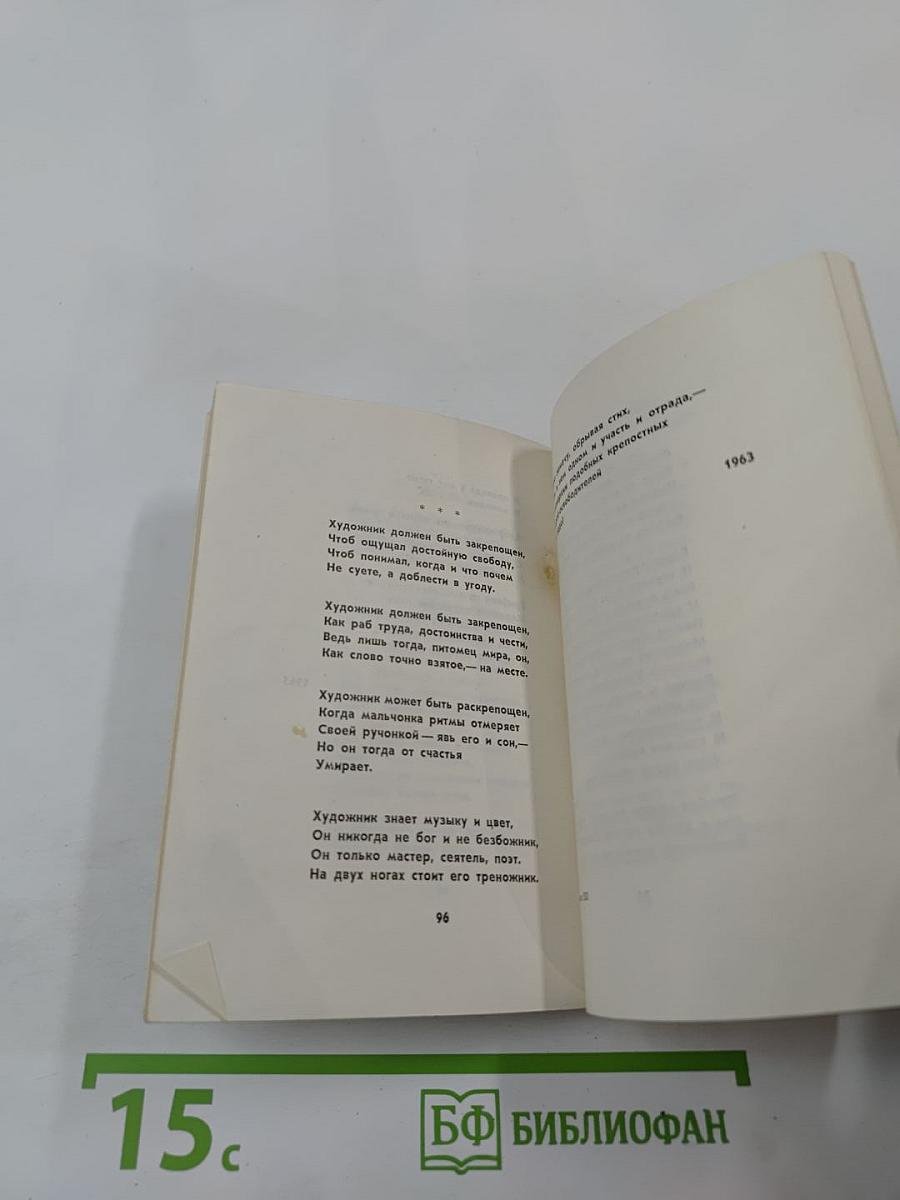 * * *
Художник должен быть закрепощен,
Чтоб ощущал достойную свободу,
Чтоб понимал, когда и что почем
Не суете, а доблести в угоду.
Художник должен быть закрепощен,
Как раб труда, достоинства и чести,
Ведь лишь тогда, питомец мира, он,
Как слово точно взятое,— на месте.
Художник может быть раскрепощен,
Когда мальчонка ритмы отмеряет
Своей ручонкой — явь его и сон,—
Но он тогда от счастья
Умирает.
Художник знает музыку и цвет,
Он никогда не бог и не безбожник,
Он только мастер, сеятель, поэт.
На двух ногах стоит его треножник.
96
обрывая стих,
одном и участь и отрада,—
подобных крепостных
1963
15 с
БФ БИБЛИОФАН